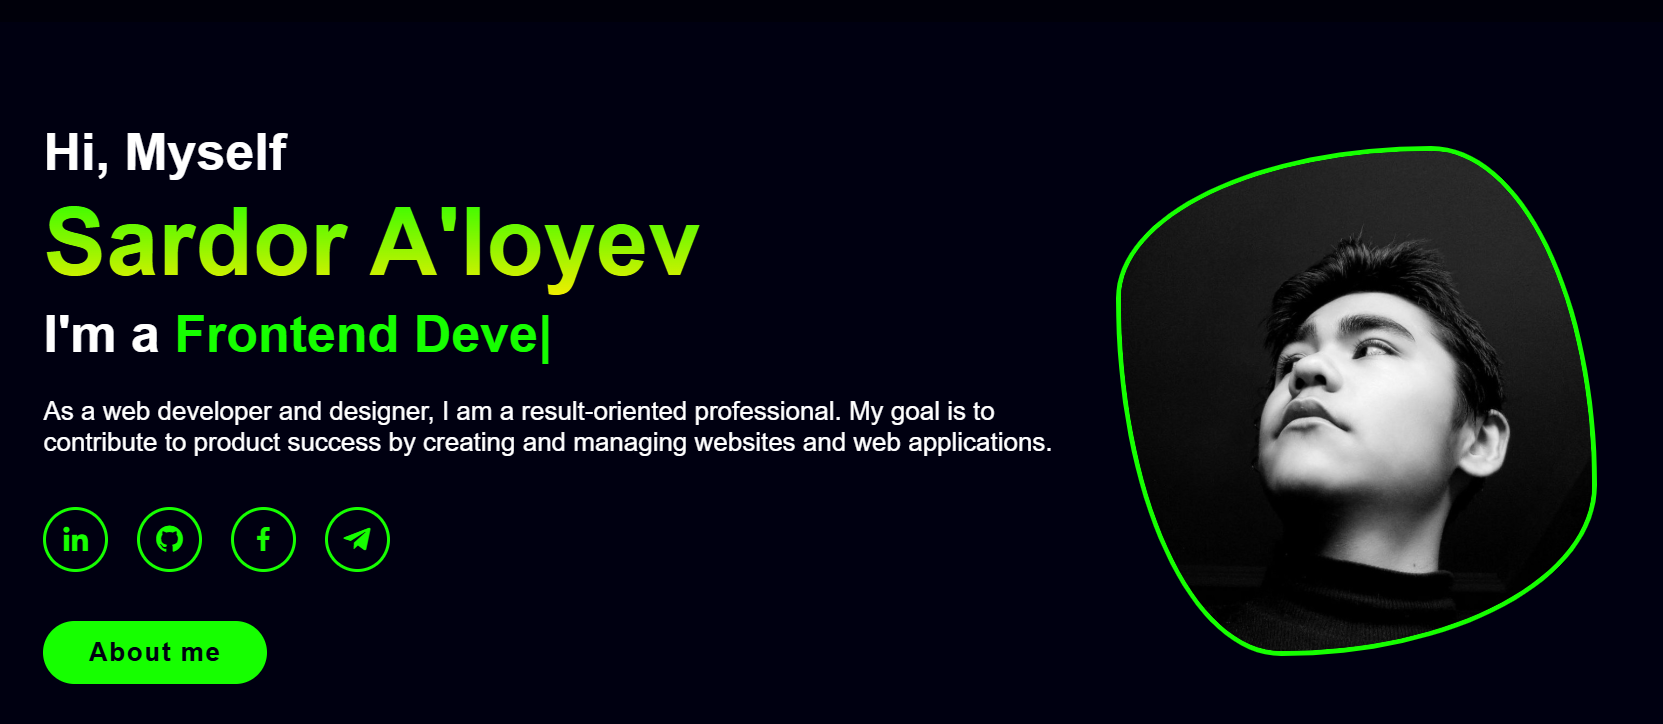 Hi, Myself
Sardor A'loyev
I'm a Frontend Deve|
As a web developer and designer, I am a result-oriented professional. My goal is to
contribute to product success by creating and managing websites and web applications.
in
f
About me